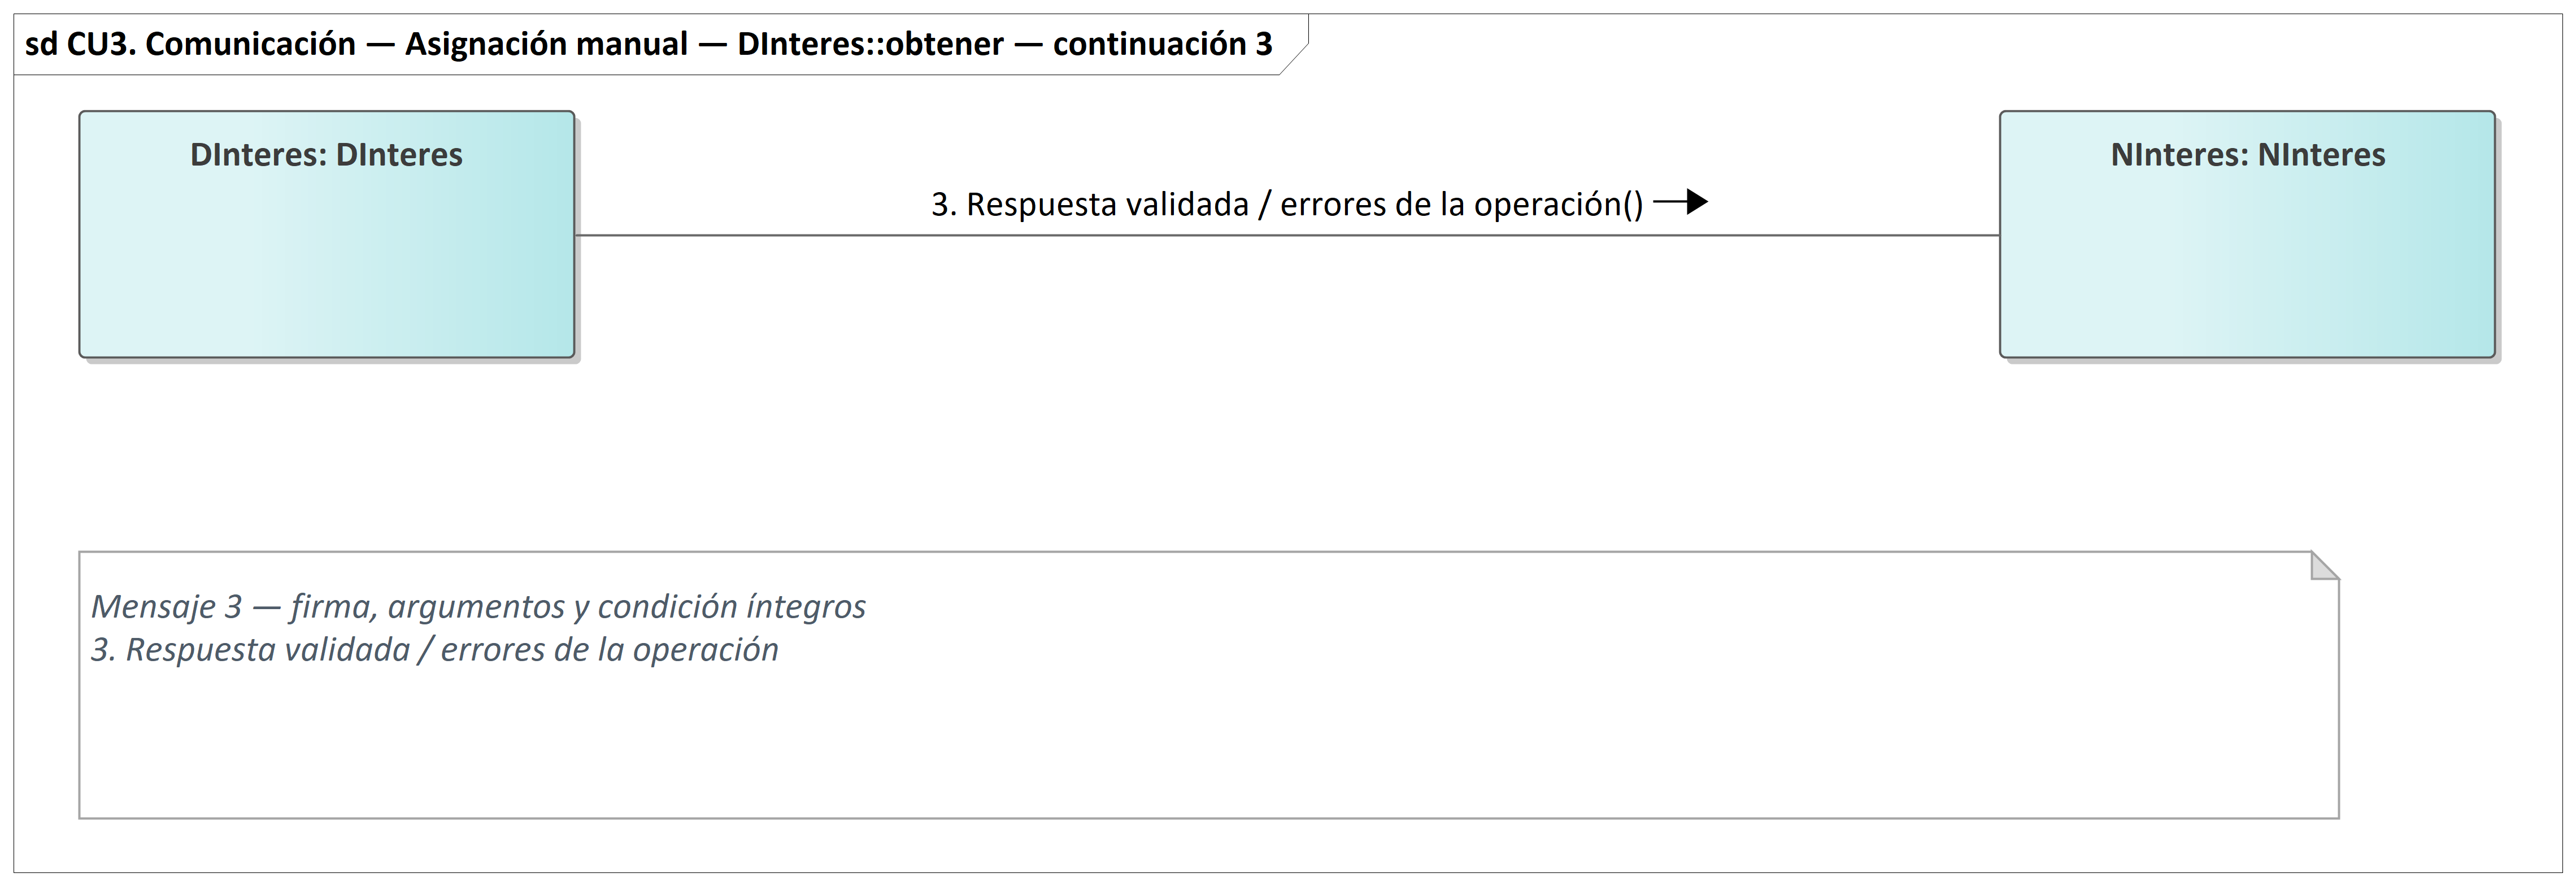 sd CU3. Comunicación — Asignación manual — DInteres::obtener — continuación 3
DInteres: DInteres
NInteres: NInteres
3. Respuesta validada / errores de la operación()
Mensaje 3 — firma, argumentos y condición íntegros
3. Respuesta validada / errores de la operación